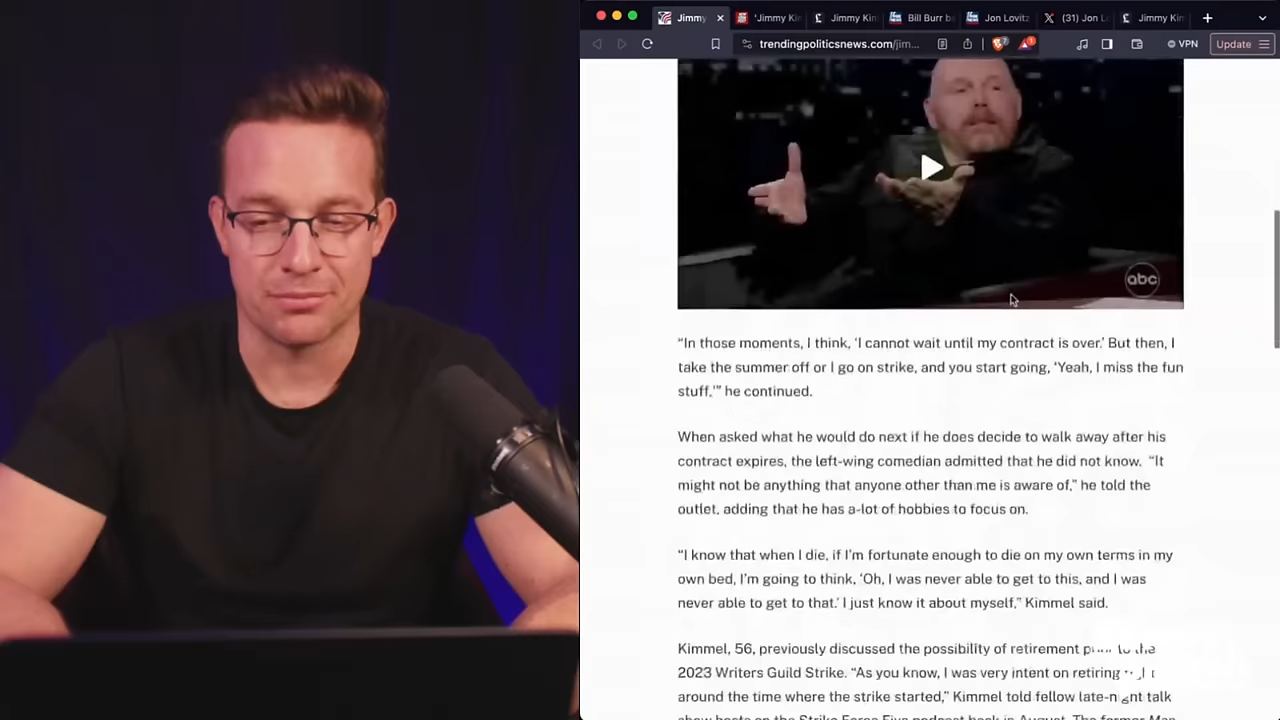 Jimmy
'Jimmy Kin
Jimmy Kin
Bill Burr b
Jon Lovitz
(31) Jon L
Jimmy Kin
trendingpoliticsnews.com/jim...
VPN
Update
abc
“In those moments, I think, ‘I cannot wait until my contract is over.’ But then, I
take the summer off or I go on strike, and you start going, ‘Yeah, I miss the fun
stuff,’” he continued.
When asked what he would do next if he does decide to walk away after his
contract expires, the left-wing comedian admitted that he did not know. “It
might not be anything that anyone other than me is aware of,” he told the
outlet, adding that he has a-lot of hobbies to focus on.
“I know that when I die, if I’m fortunate enough to die on my own terms in my
own bed, I’m going to think, ‘Oh, I was never able to get to this, and I was
never able to get to that.’ I just know it about myself,” Kimmel said.
Kimmel, 56, previously discussed the possibility of retirement to the
2023 Writers Guild Strike. “As you know, I was very intent on retiring
around the time where the strike started,” Kimmel told fellow late-night talk
show hosts on the Strike Force Five podcast back in August. The former Man